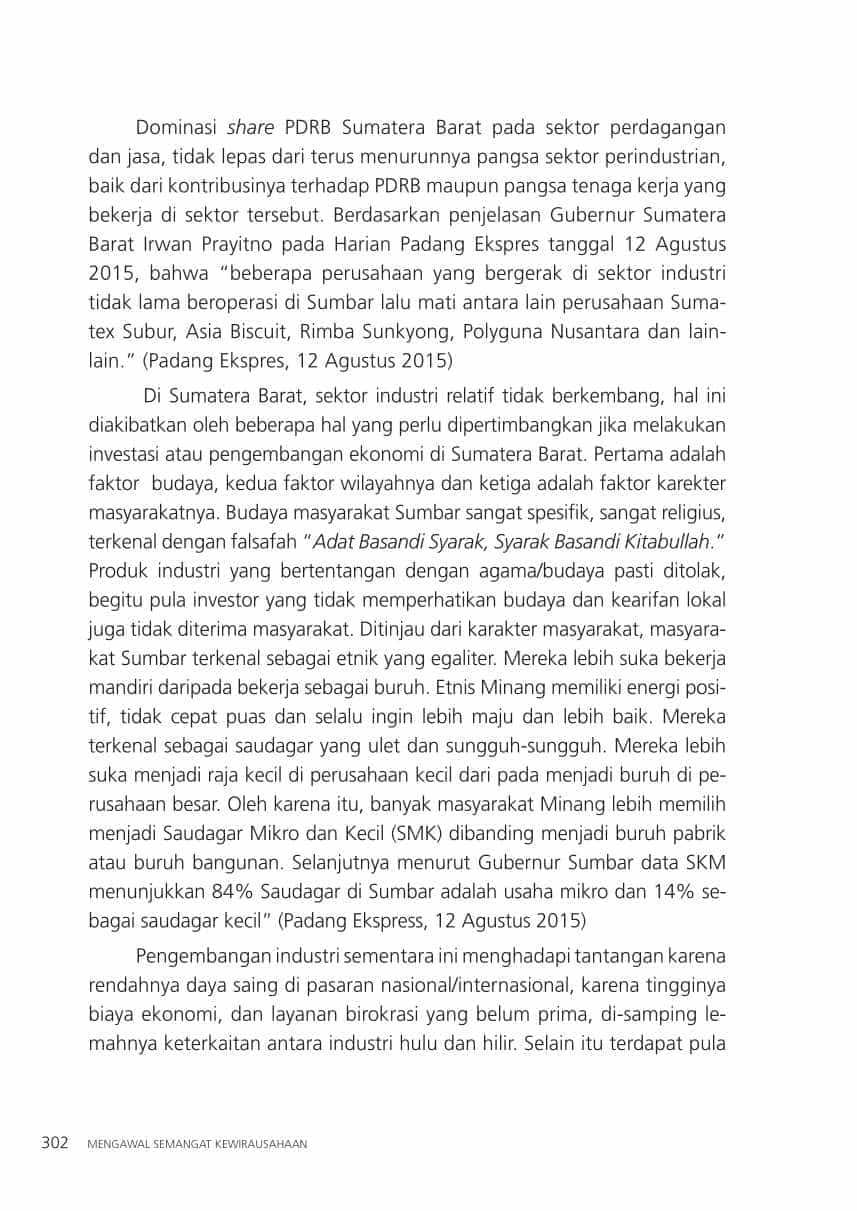 Dominasi share PDRB Sumatera Barat pada sektor perdagangan
dan jasa, tidak lepas dari terus menurunnya pangsa sektor perindustrian,
baik dari kontribusinya terhadap PDRB maupun pangsa tenaga kerja yang
bekerja di sektor tersebut. Berdasarkan penjelasan Gubernur Sumatera
Barat Irwan Prayitno pada Harian Padang Ekspres tanggal 12 Agustus
2015, bahwa “beberapa perusahaan yang bergerak di sektor industri
tidak lama beroperasi di Sumbar lalu mati antara lain perusahaan Suma-
tex Subur, Asia Biscuit, Rimba Sunkyong, Polyguna Nusantara dan lain-
lain.” (Padang Ekspres, 12 Agustus 2015)
Di Sumatera Barat, sektor industri relatif tidak berkembang, hal ini
diakibatkan oleh beberapa hal yang perlu dipertimbangkan jika melakukan
investasi atau pengembangan ekonomi di Sumatera Barat. Pertama adalah
faktor  budaya, kedua faktor wilayahnya dan ketiga adalah faktor karekter
masyarakatnya. Budaya masyarakat Sumbar sangat spesifik, sangat religius,
terkenal dengan falsafah “Adat Basandi Syarak, Syarak Basandi Kitabullah.”
Produk industri yang bertentangan dengan agama/budaya pasti ditolak,
begitu pula investor yang tidak memperhatikan budaya dan kearifan lokal
juga tidak diterima masyarakat. Ditinjau dari karakter masyarakat, masyara-
kat Sumbar terkenal sebagai etnik yang egaliter. Mereka lebih suka bekerja
mandiri daripada bekerja sebagai buruh. Etnis Minang memiliki energi posi-
tif, tidak cepat puas dan selalu ingin lebih maju dan lebih baik. Mereka
terkenal sebagai saudagar yang ulet dan sungguh-sungguh. Mereka lebih
suka menjadi raja kecil di perusahaan kecil dari pada menjadi buruh di pe-
rusahaan besar. Oleh karena itu, banyak masyarakat Minang lebih memilih
menjadi Saudagar Mikro dan Kecil (SMK) dibanding menjadi buruh pabrik
atau buruh bangunan. Selanjutnya menurut Gubernur Sumbar data SKM
menunjukkan 84% Saudagar di Sumbar adalah usaha mikro dan 14% se-
bagai saudagar kecil” (Padang Ekspress, 12 Agustus 2015)
Pengembangan industri sementara ini menghadapi tantangan karena
rendahnya daya saing di pasaran nasional/internasional, karena tingginya
biaya ekonomi, dan layanan birokrasi yang belum prima, di-samping le-
mahnya keterkaitan antara industri hulu dan hilir. Selain itu terdapat pula
302 MENGAWAL SEMANGAT KEWIRAUSAHAAN